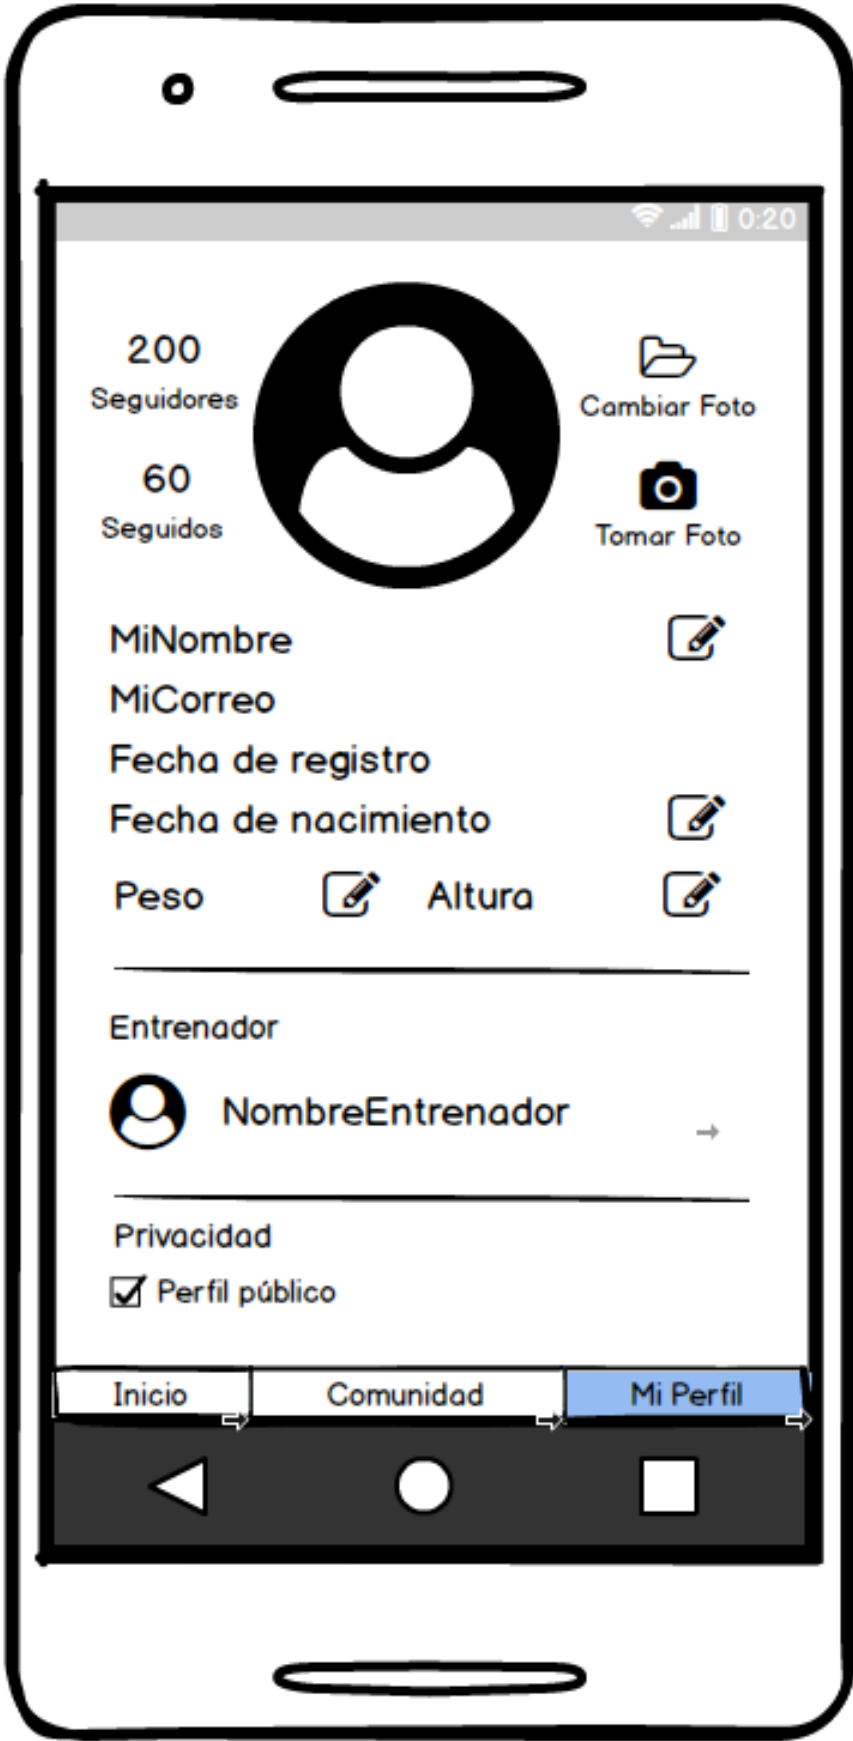 0:20
200
Seguidores
60
Seguidos
Cambiar Foto
Tomar Foto
MiNombre
MiCorreo
Fecha de registro
Fecha de nacimiento
Peso Altura
Entrenador
NombreEntrenador
Privacidad
Perfil público
Inicio Comunidad Mi Perfil